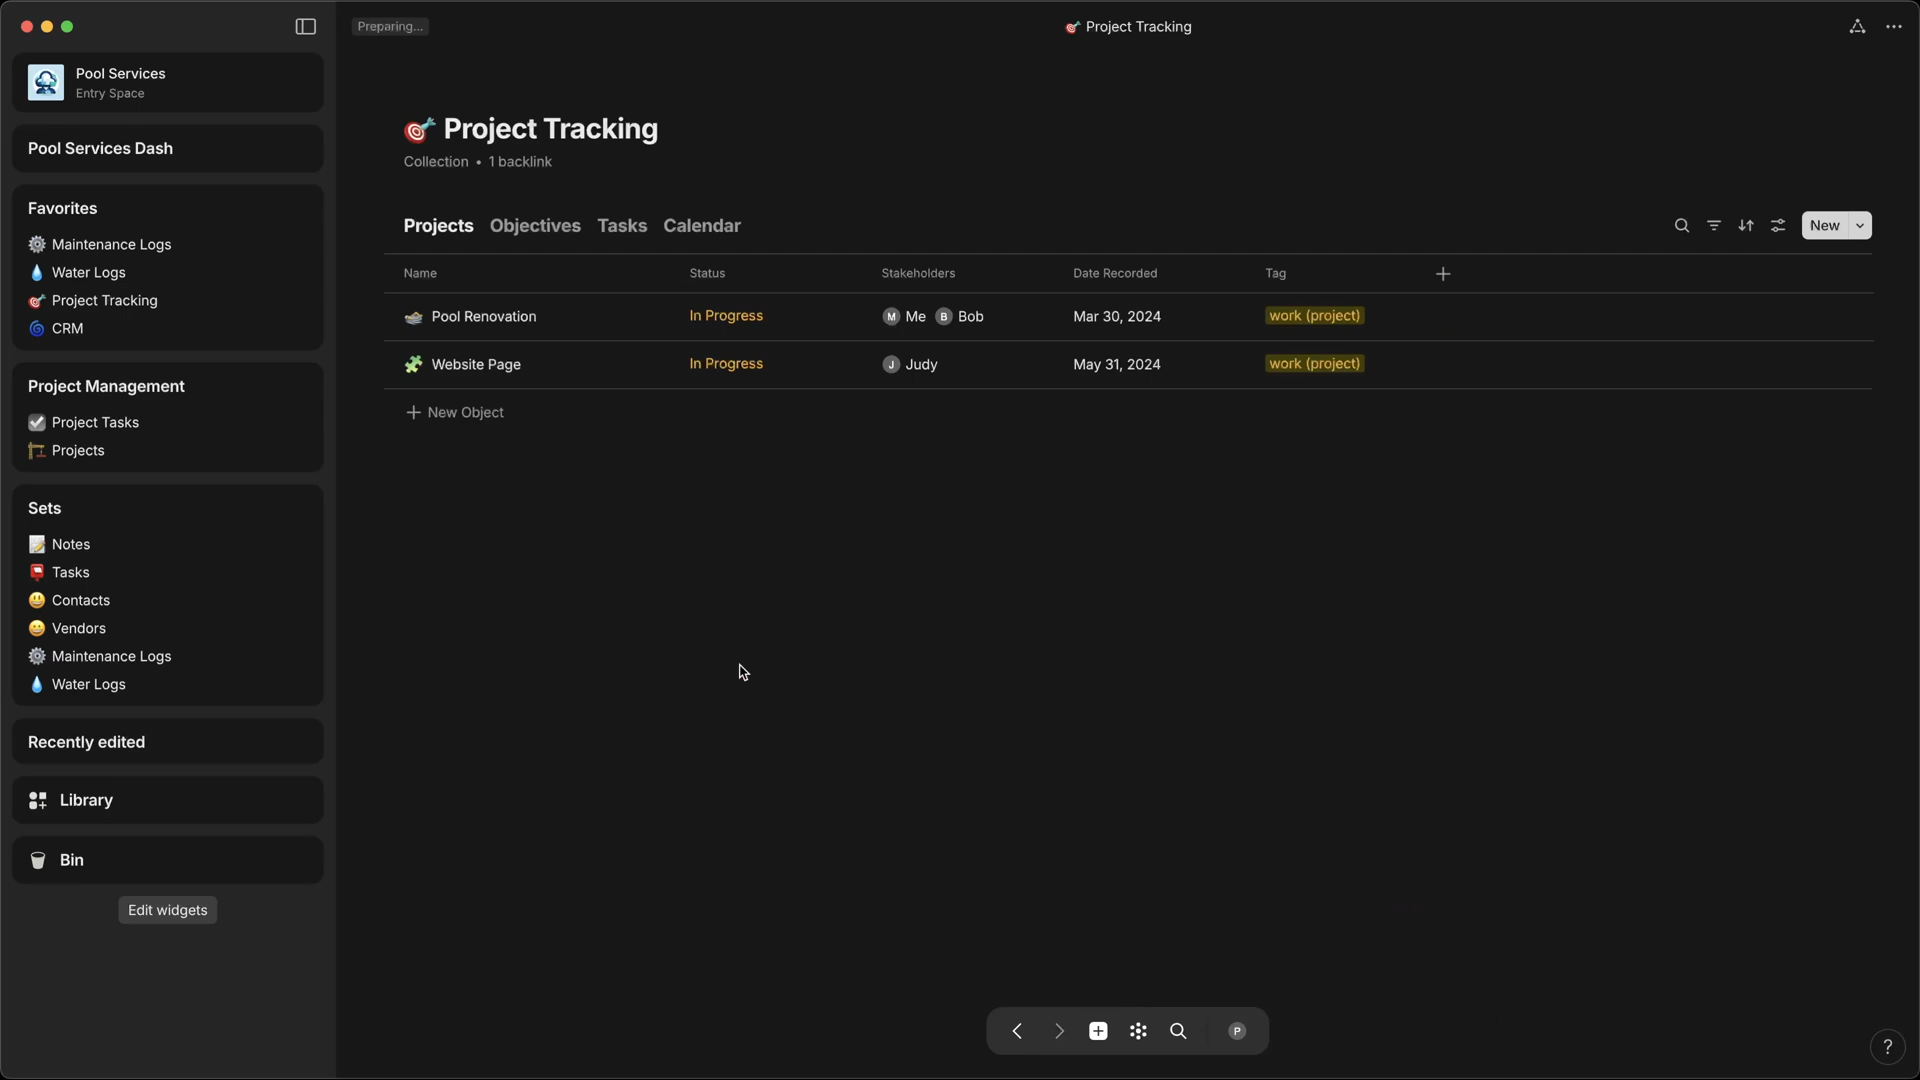 Preparing...
Project Tracking
Pool Services
Entry Space
Pool Services Dash
Favorites
Maintenance Logs
Water Logs
Project Tracking
CRM
Project Management
Project Tasks
Projects
Sets
Notes
Tasks
Contacts
Vendors
Maintenance Logs
Water Logs
Recently edited
Library
Bin
Edit widgets
Project Tracking
Collection • 1 backlink
Projects Objectives Tasks Calendar
New
Name Status Stakeholders Date Recorded Tag
Pool Renovation In Progress M Me B Bob Mar 30, 2024 work (project)
Website Page In Progress J Judy May 31, 2024 work (project)
New Object
P
?